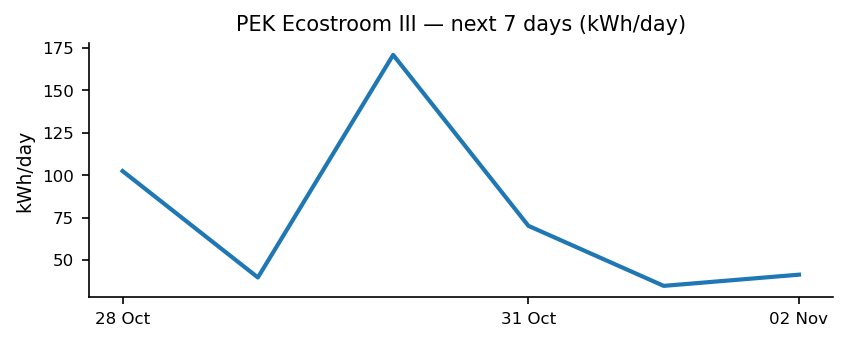 PEK Ecostroom III — next 7 days (kWh/day)
kWh/day
175
150
125
100
75
50
28 Oct
31 Oct
02 Nov